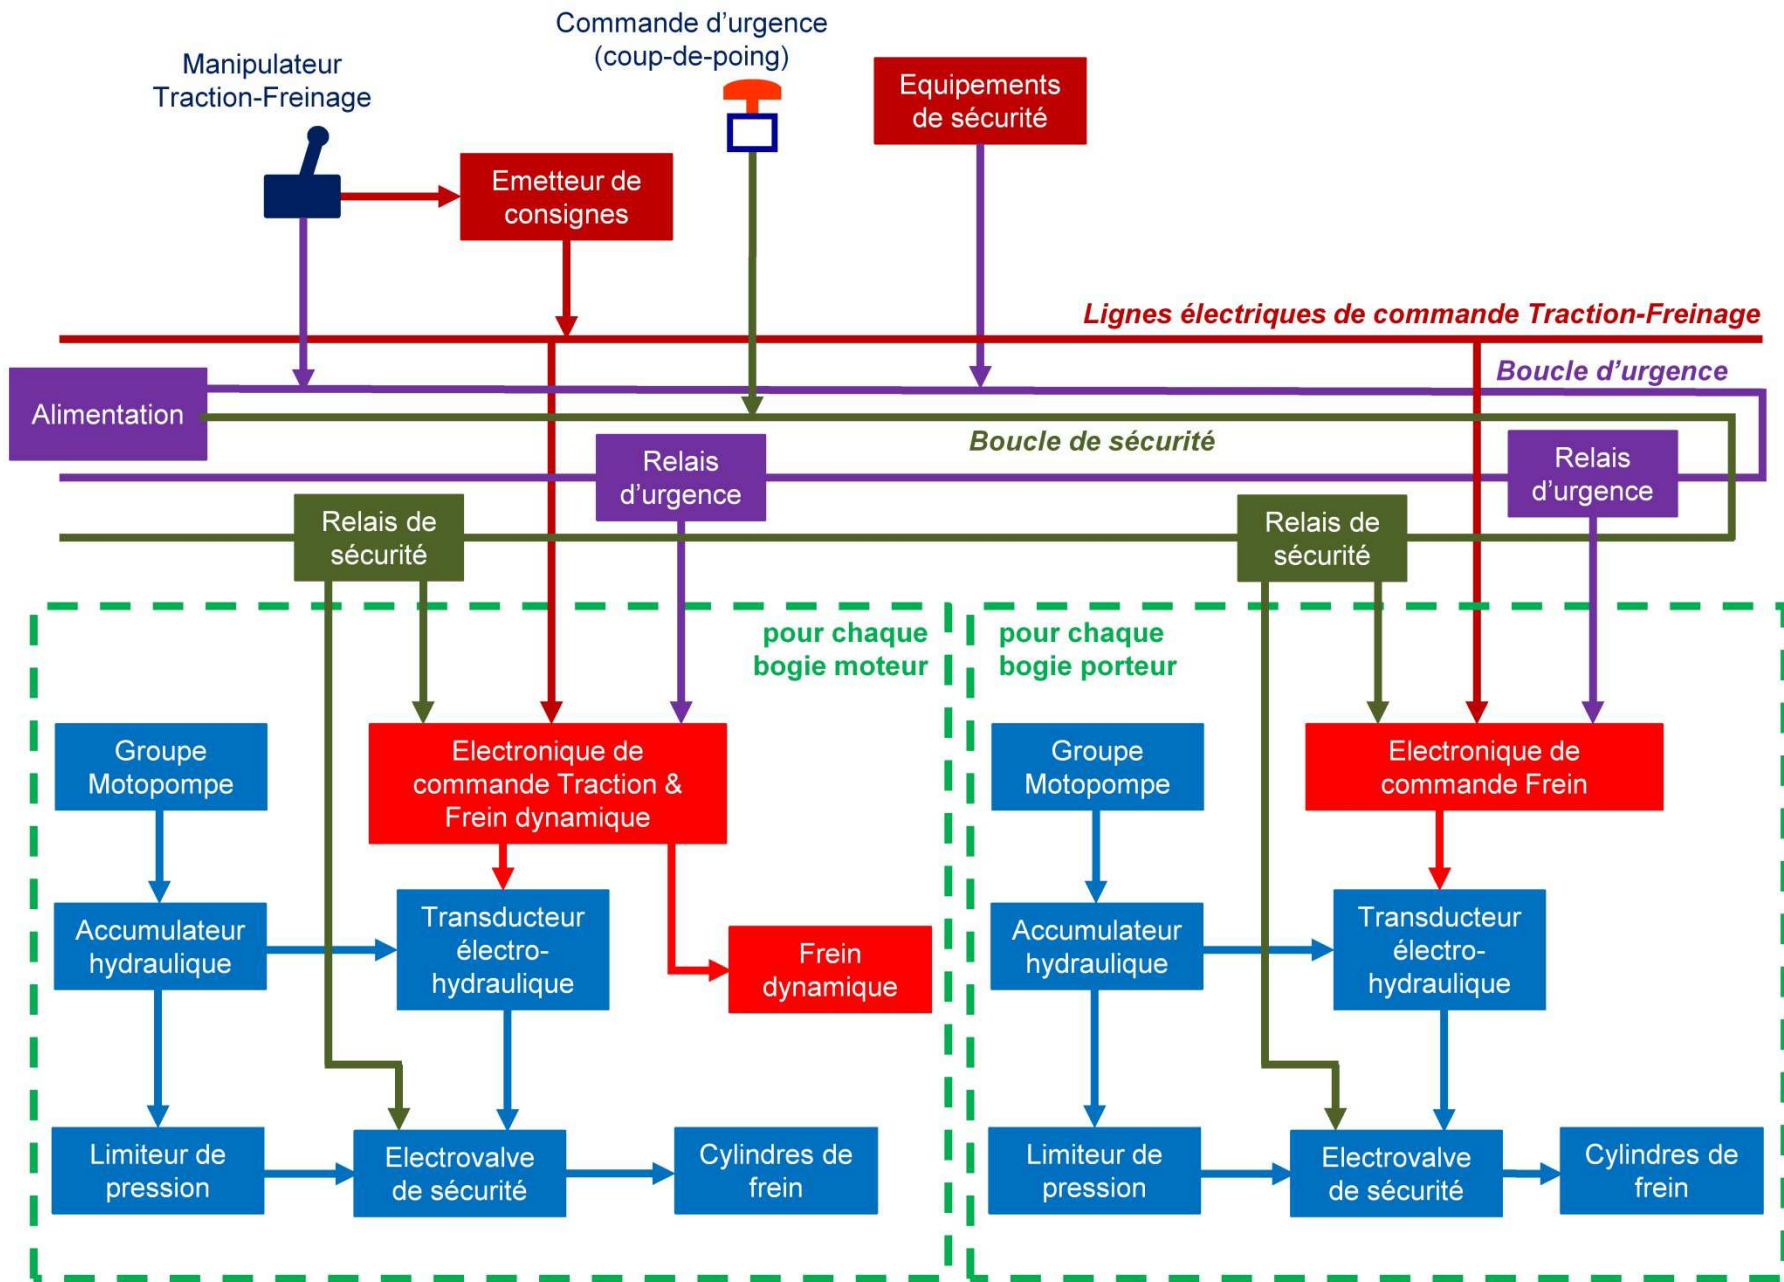 Commande d’urgence
(coup-de-poing)
Manipulateur
Traction-Freinage
Equipements
de sécurité
Emetteur de
consignes
Lignes électriques de commande Traction-Freinage
Boucle d’urgence
Alimentation
Boucle de sécurité
Relais
d’urgence
Relais
d’urgence
Relais de
sécurité
Relais de
sécurité
pour chaque
bogie moteur
Groupe
Motopompe
Electronique de
commande Traction &
Frein dynamique
Accumulateur
hydraulique
Transducteur
électro-
hydraulique
Frein
dynamique
Limiteur de
pression
Electrovalve
de sécurité
Cylindres de
frein
pour chaque
bogie porteur
Groupe
Motopompe
Electronique de
commande Frein
Accumulateur
hydraulique
Transducteur
électro-
hydraulique
Limiteur de
pression
Electrovalve
de sécurité
Cylindres de
frein